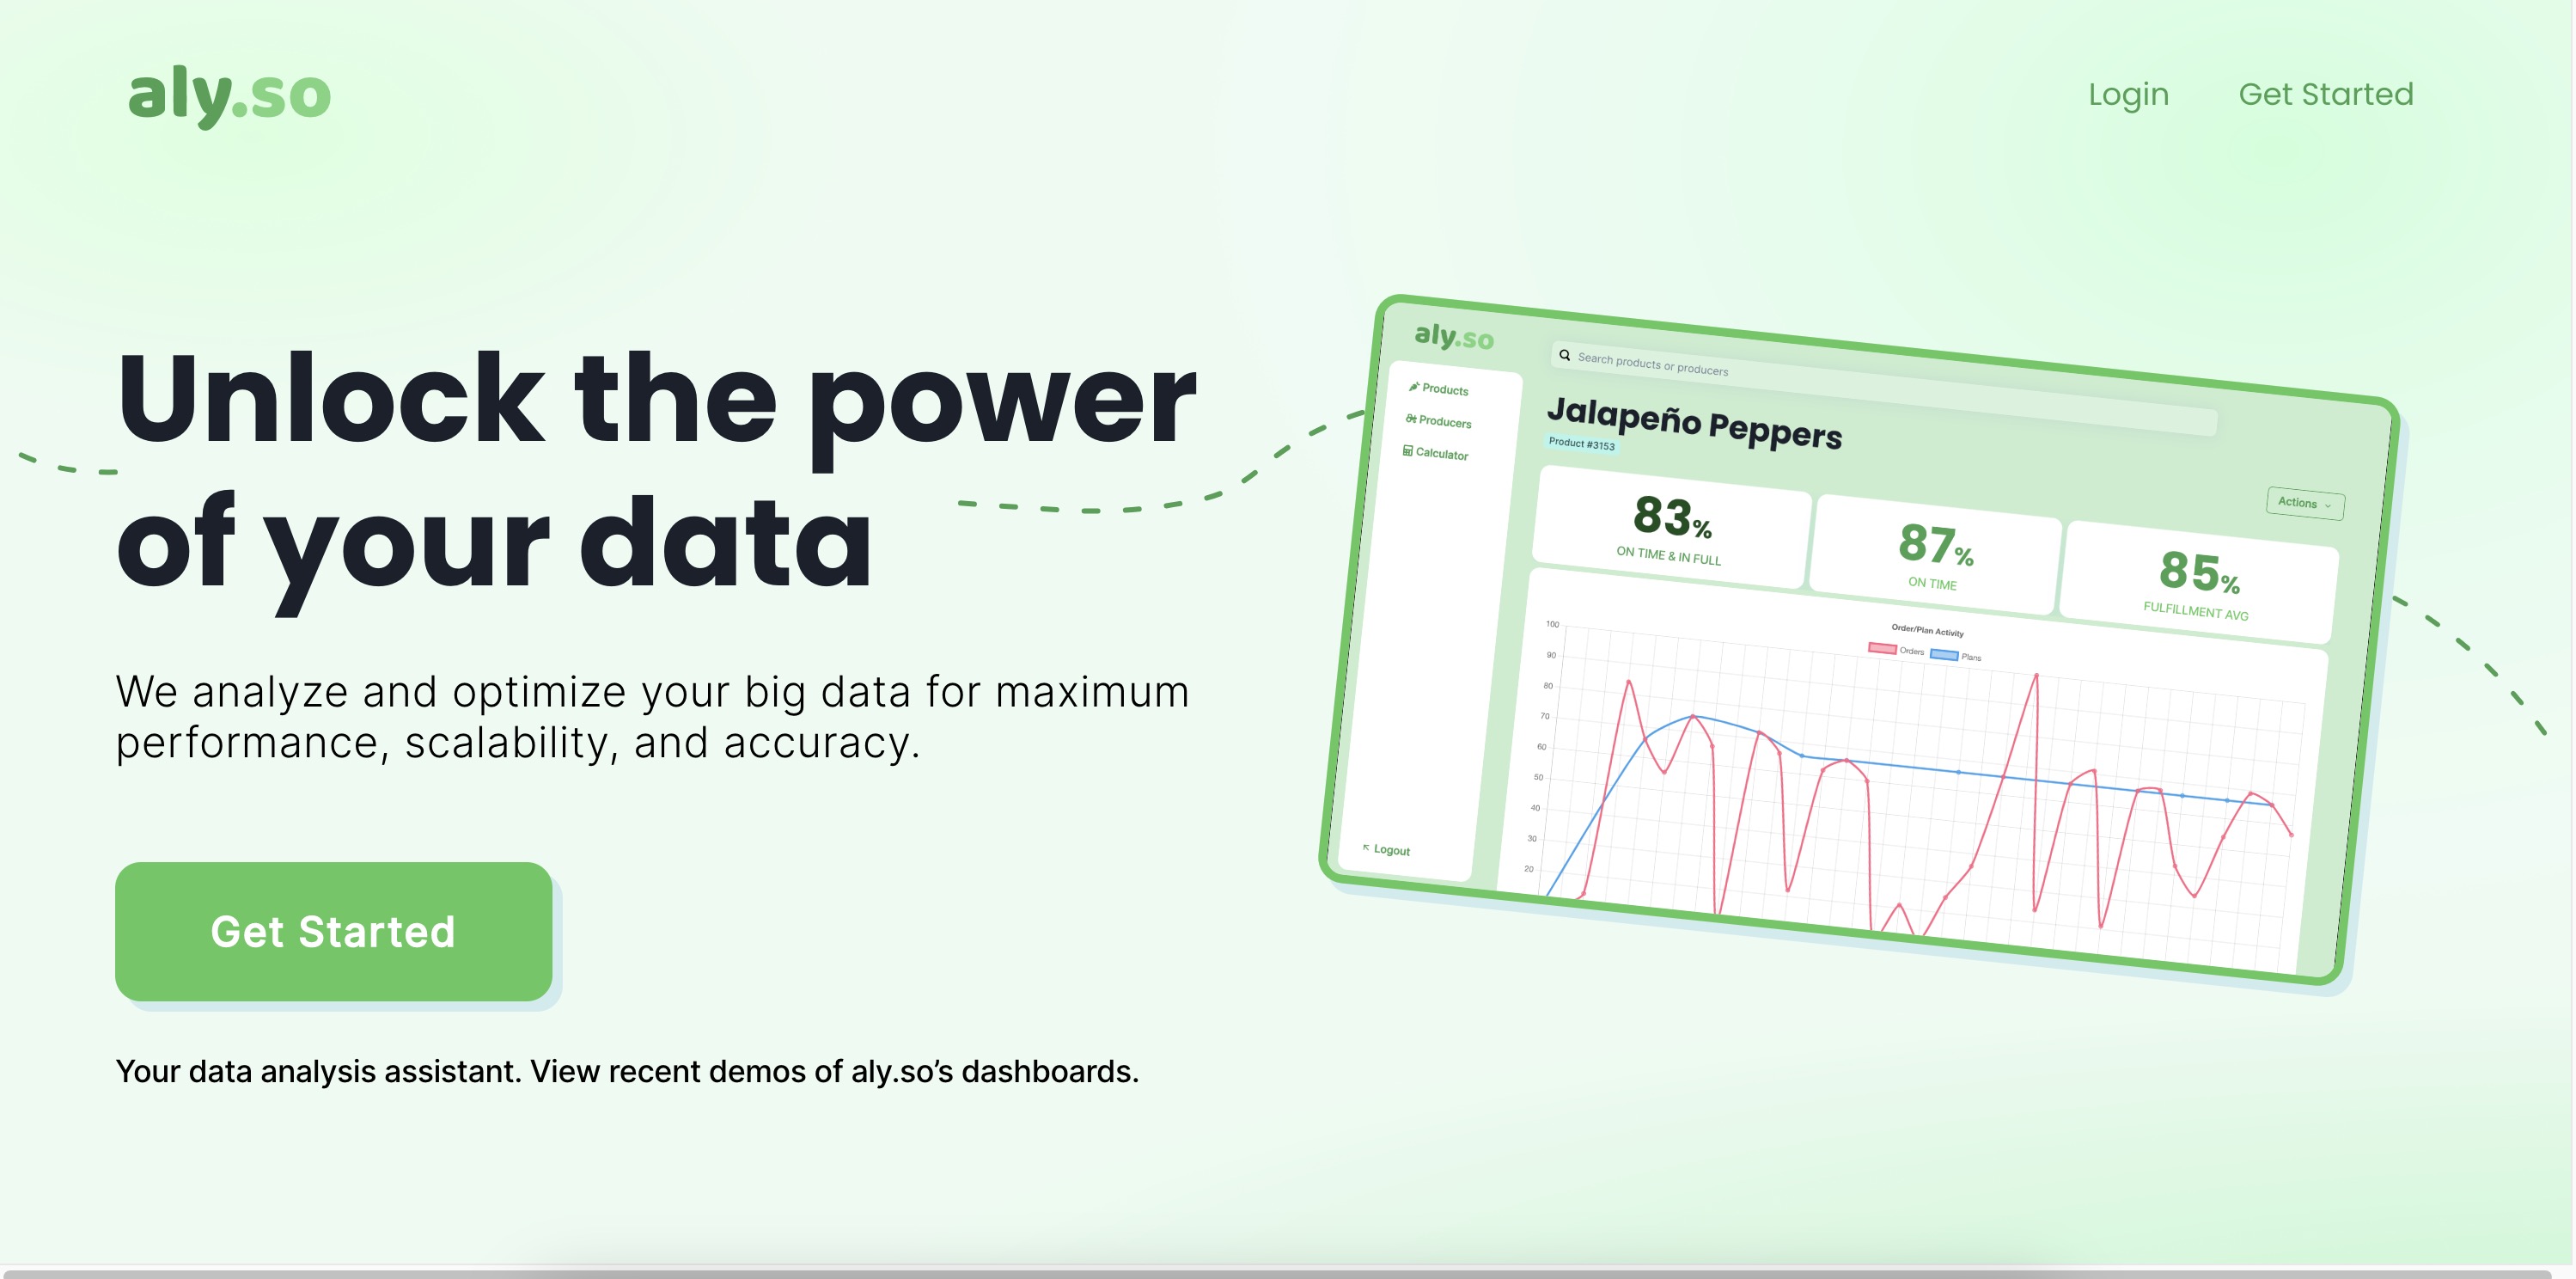 aly.so
Login
Get Started
Unlock the power
of your data
We analyze and optimize your big data for maximum
performance, scalability, and accuracy.
Get Started
Your data analysis assistant. View recent demos of aly.so’s dashboards.
aly.so
Search products or producers
Products
Producers
Calculator
Logout
Jalapeño Peppers
Product #3153
Actions
83%
ON TIME & IN FULL
87%
ON TIME
85%
FULFILLMENT AVG
Order/Plan Activity
Orders
Plans
100
90
80
70
60
50
40
30
20